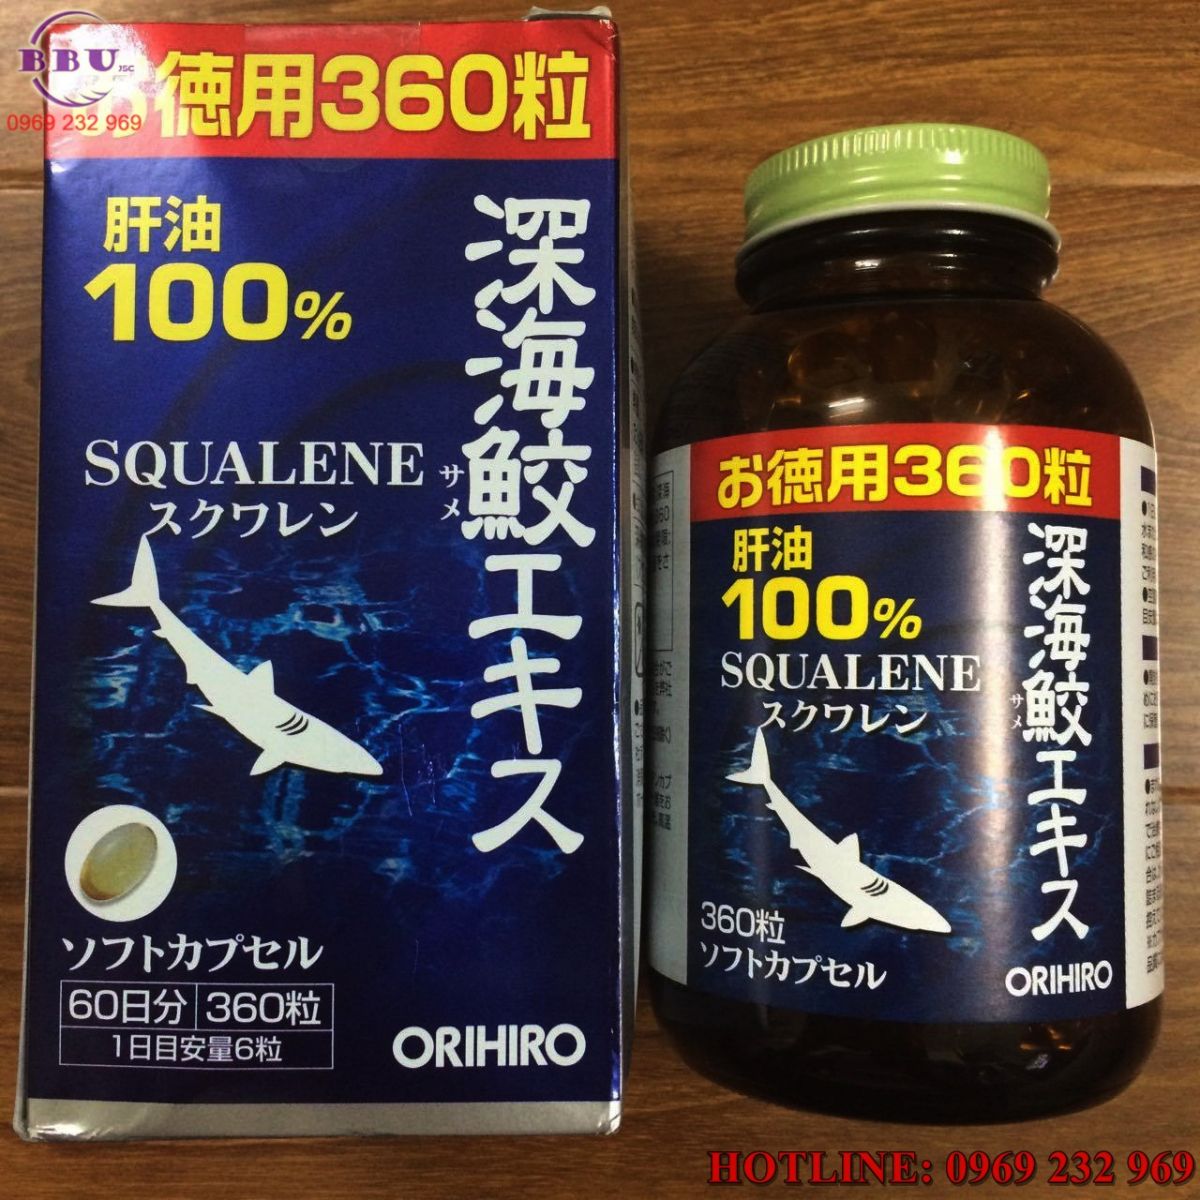 BBU JSC
0969 232 969
お徳用360粒
肝油
100%
深海鮫エキス
サメ
SQUALENE
スクワレン
ソフトカプセル
60日分 360粒
1日目安量6粒
ORIHIRO
お徳用360粒
肝油
100%
深海鮫エキス
サメ
SQUALENE
スクワレン
360粒
ソフトカプセル
ORIHIRO
HOTLINE: 0969 232 969